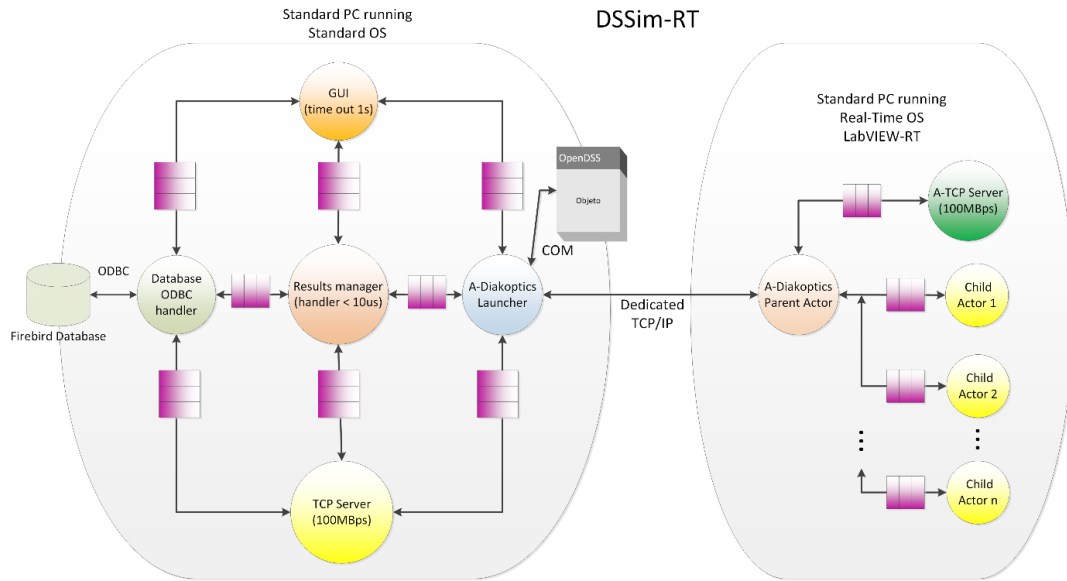 DSSim-RT
Standard PC running
Standard OS
GUI
(time out 1s)
OpenDSS
Objeto
COM
ODBC
Firebird Database
Database
ODBC
handler
Results manager
(handler < 10us)
A-Diakoptics
Launcher
TCP Server
(100MBps)
Dedicated
TCP/IP
Standard PC running
Real-Time OS
LabVIEW-RT
A-TCP Server
(100MBps)
A-Diakoptics
Parent Actor
Child
Actor 1
Child
Actor 2
Child
Actor n